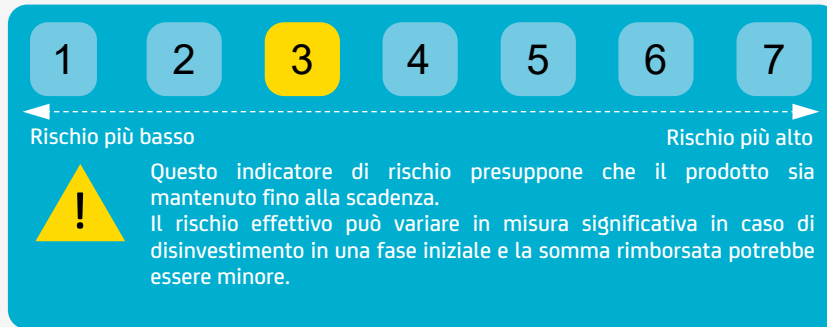 1 2 3 4 5 6 7
Rischio più basso Rischio più alto
!
Questo indicatore di rischio presuppone che il prodotto sia
mantenuto fino alla scadenza.
Il rischio effettivo può variare in misura significativa in caso di
disinvestimento in una fase iniziale e la somma rimborsata potrebbe
essere minore.